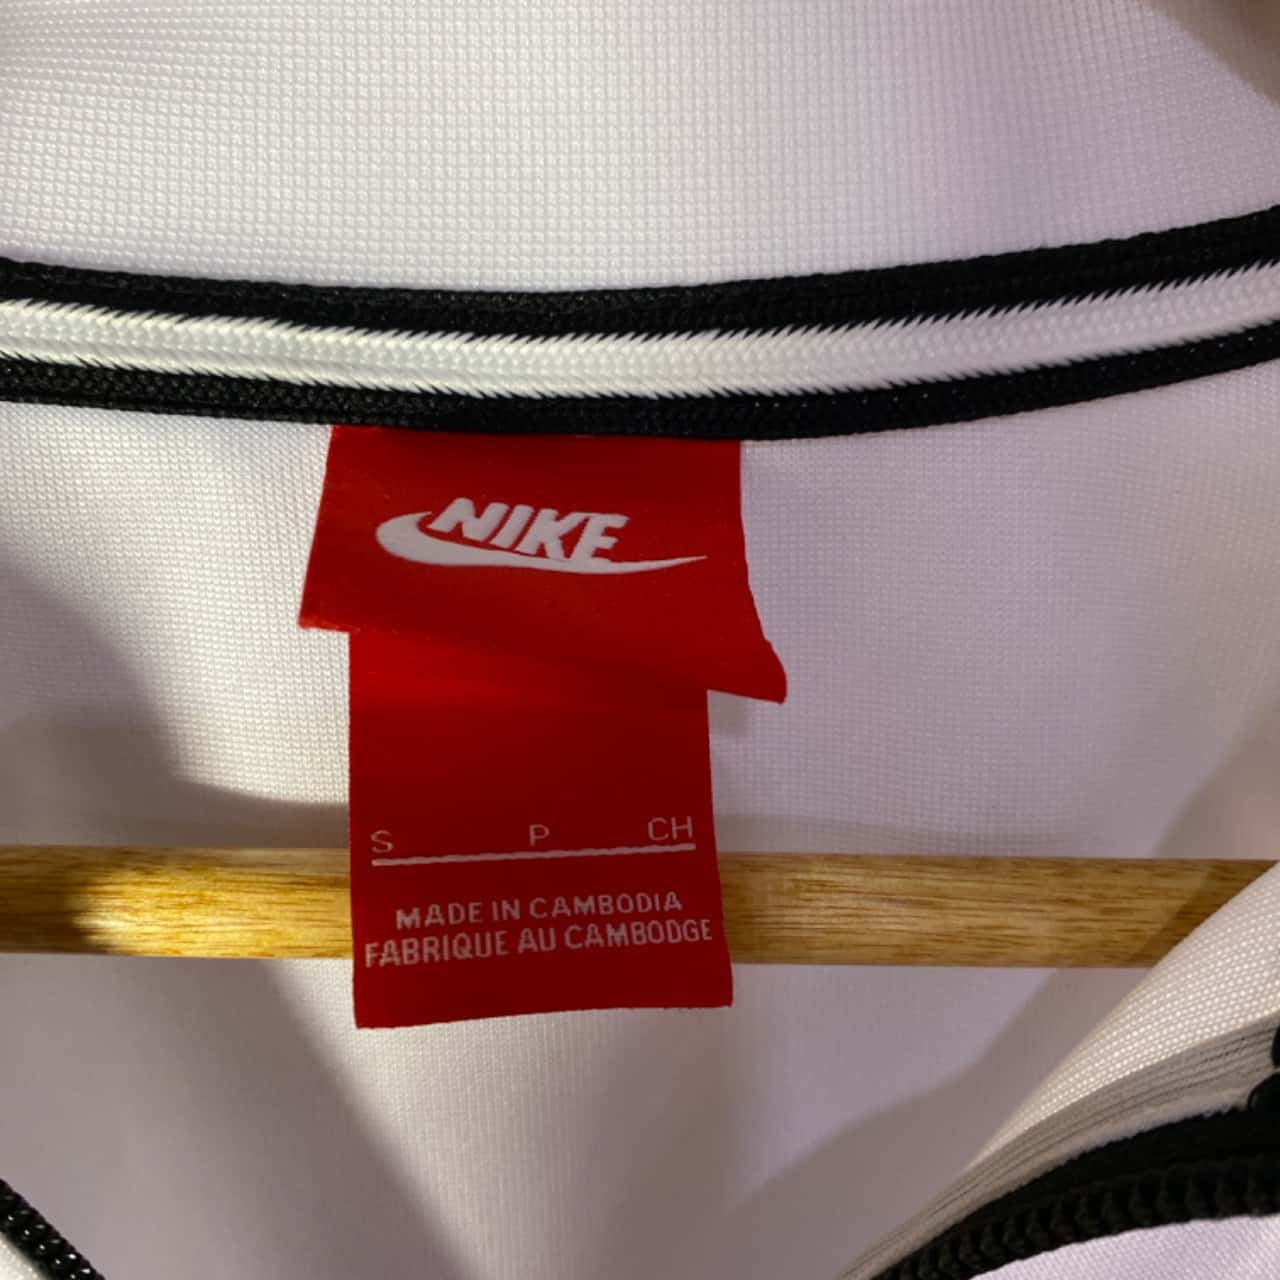 NIKE
S P CH
MADE IN CAMBODIA
FABRIQUE AU CAMBODGE